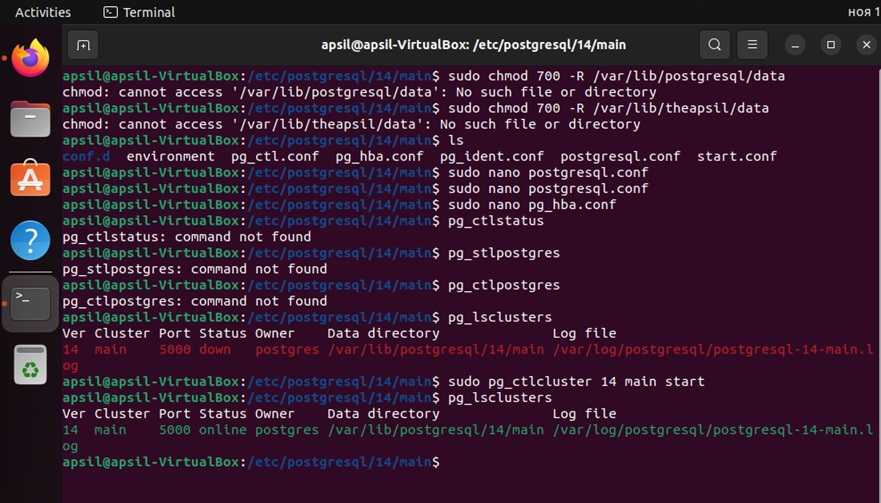 Activities
Terminal
ноя 1
apsil@apsil-VirtualBox: /etc/postgresql/14/main
apsil@apsil-VirtualBox:/etc/postgresql/14/main$ sudo chmod 700 -R /var/lib/postgresql/data
chmod: cannot access '/var/lib/postgresql/data': No such file or directory
apsil@apsil-VirtualBox:/etc/postgresql/14/main$ sudo chmod 700 -R /var/lib/theapsil/data
chmod: cannot access '/var/lib/theapsil/data': No such file or directory
apsil@apsil-VirtualBox:/etc/postgresql/14/main$ ls
conf.d  environment  pg_ctl.conf  pg_hba.conf  pg_ident.conf  postgresql.conf  start.conf
apsil@apsil-VirtualBox:/etc/postgresql/14/main$ sudo nano postgresql.conf
apsil@apsil-VirtualBox:/etc/postgresql/14/main$ sudo nano postgresql.conf
apsil@apsil-VirtualBox:/etc/postgresql/14/main$ sudo nano pg_hba.conf
apsil@apsil-VirtualBox:/etc/postgresql/14/main$ pg_ctlstatus
pg_ctlstatus: command not found
apsil@apsil-VirtualBox:/etc/postgresql/14/main$ pg_stlpostgres
pg_stlpostgres: command not found
apsil@apsil-VirtualBox:/etc/postgresql/14/main$ pg_ctlpostgres
pg_ctlpostgres: command not found
apsil@apsil-VirtualBox:/etc/postgresql/14/main$ pg_lsclusters
Ver Cluster Port Status Owner    Data directory              Log file
14  main    5000 down   postgres /var/lib/postgresql/14/main /var/log/postgres/postgresql-14-main.l
og
apsil@apsil-VirtualBox:/etc/postgresql/14/main$ sudo pg_ctlcluster 14 main start
apsil@apsil-VirtualBox:/etc/postgresql/14/main$ pg_lsclusters
Ver Cluster Port Status Owner    Data directory              Log file
14  main    5000 online postgres /var/lib/postgresql/14/main /var/log/postgres/postgresql-14-main.l
og
apsil@apsil-VirtualBox:/etc/postgresql/14/main$